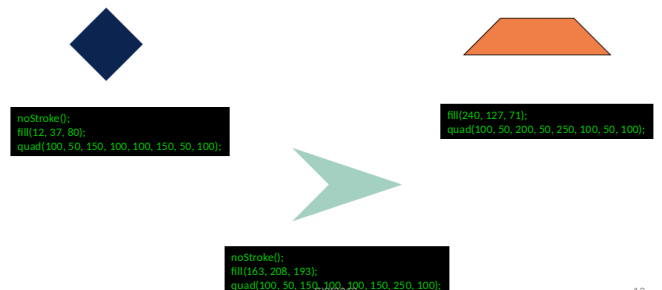 noStroke();
fill(12, 37, 80);
quad(100, 50, 150, 100, 100, 150, 50, 100);
fill(240, 127, 71);
quad(100, 50, 200, 50, 250, 100, 50, 100);
noStroke();
fill(163, 208, 193);
quad(100, 50, 150, 100, 100, 150, 250, 100);